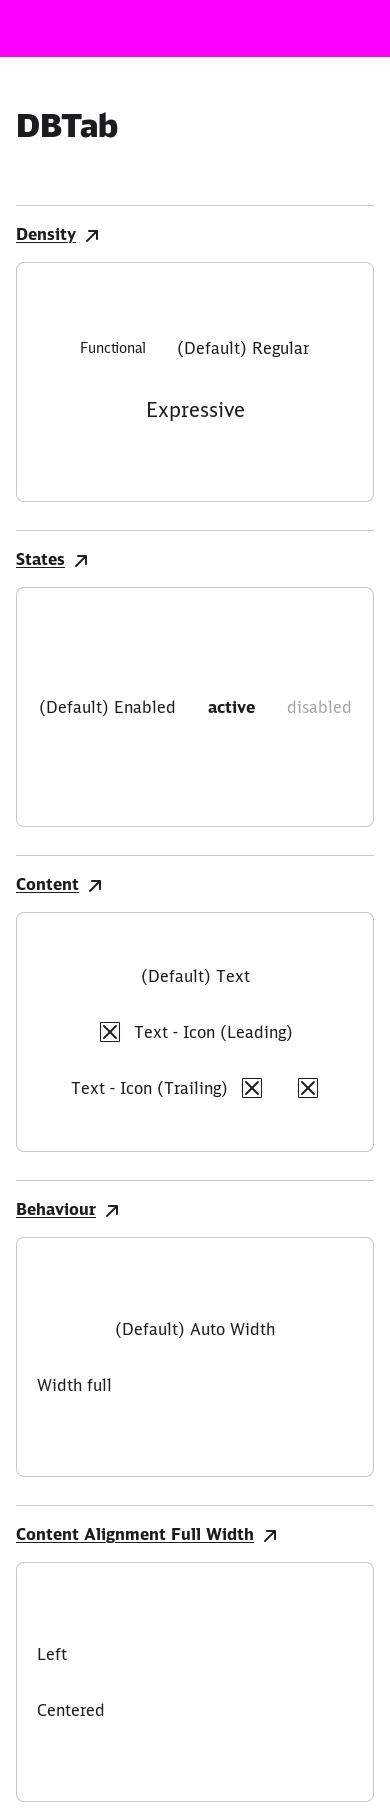 DBTab
Density
Functional (Default) Regular
Expressive
States
(Default) Enabled active disabled
Content
(Default) Text
Text - Icon (Leading)
Text - Icon (Trailing)
Behaviour
(Default) Auto Width
Width full
Content Alignment Full Width
Left
Centered